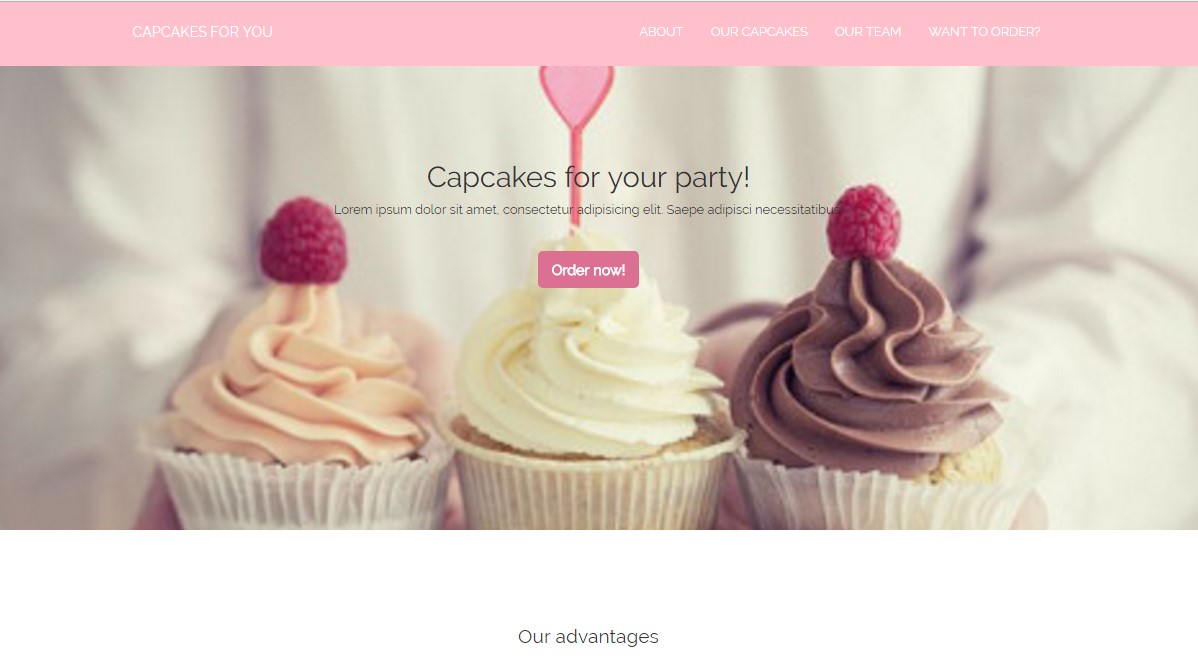 CAPCAKES FOR YOU
ABOUT OUR CAPCAKES OUR TEAM WANT TO ORDER?
Capcakes for your party!
Lorem ipsum dolor sit amet, consectetur adipisicing elit. Saepe adipisci necessitatibus
Order now!
Our advantages